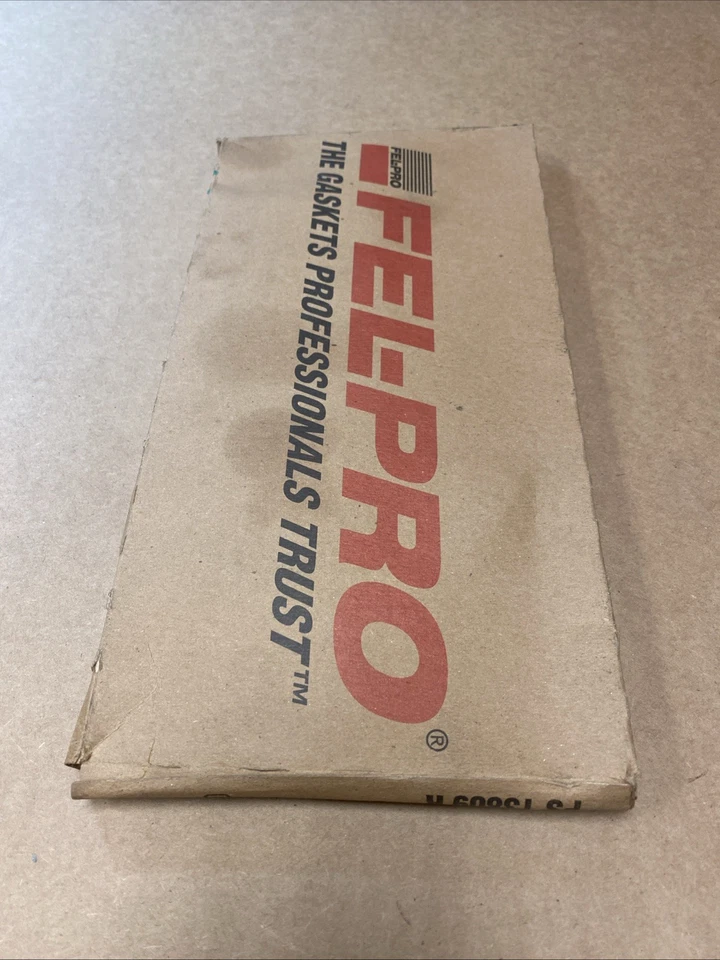 FEL-PRO
FEL-PRO®
THE GASKETS PROFESSIONALS TRUST™